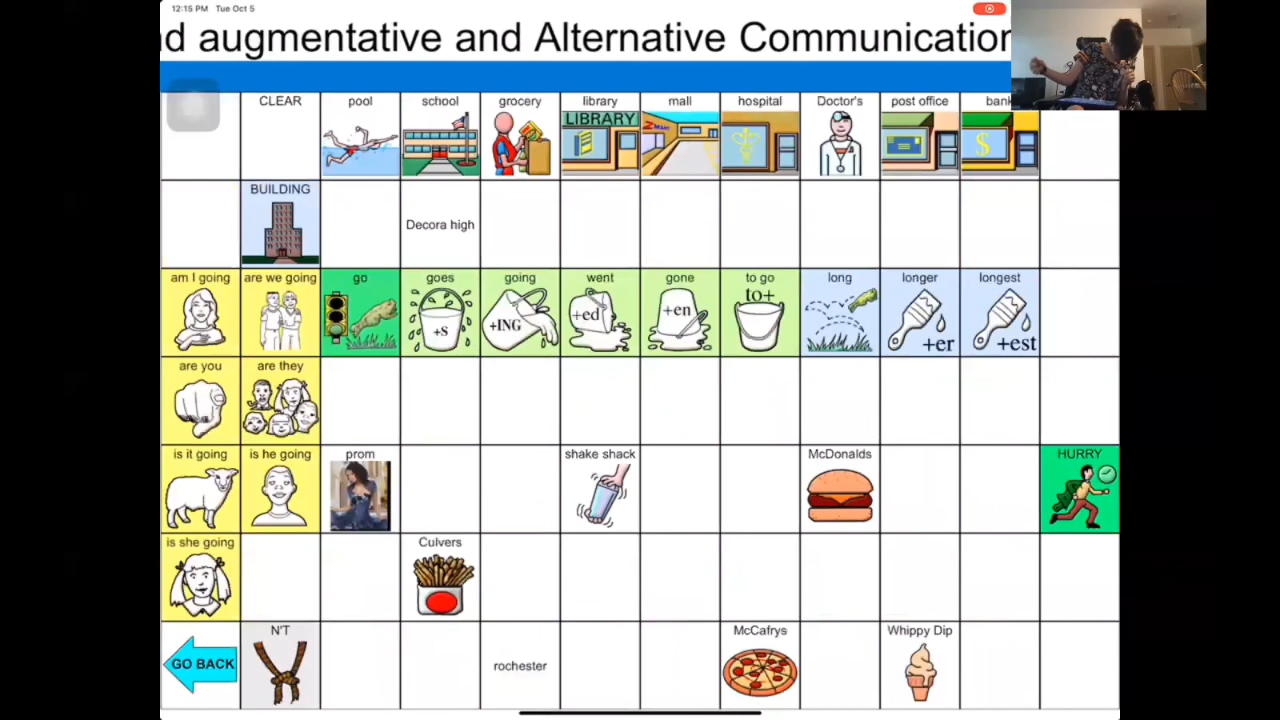 12:15 PM Tue Oct 5
d augmentative and Alternative Communication
CLEAR pool school grocery library mall hospital Doctor's post office bank
LIBRARY
$
BUILDING
Decora high
am I going are we going go goes going went gone to go long longer longest
+s +ING +ed +en to+ +er +est
are you are they
is it going is he going prom shake shack McDonalds HURRY
is she going Culvers
GO BACK N'T rochester McCafrys Whippy Dip